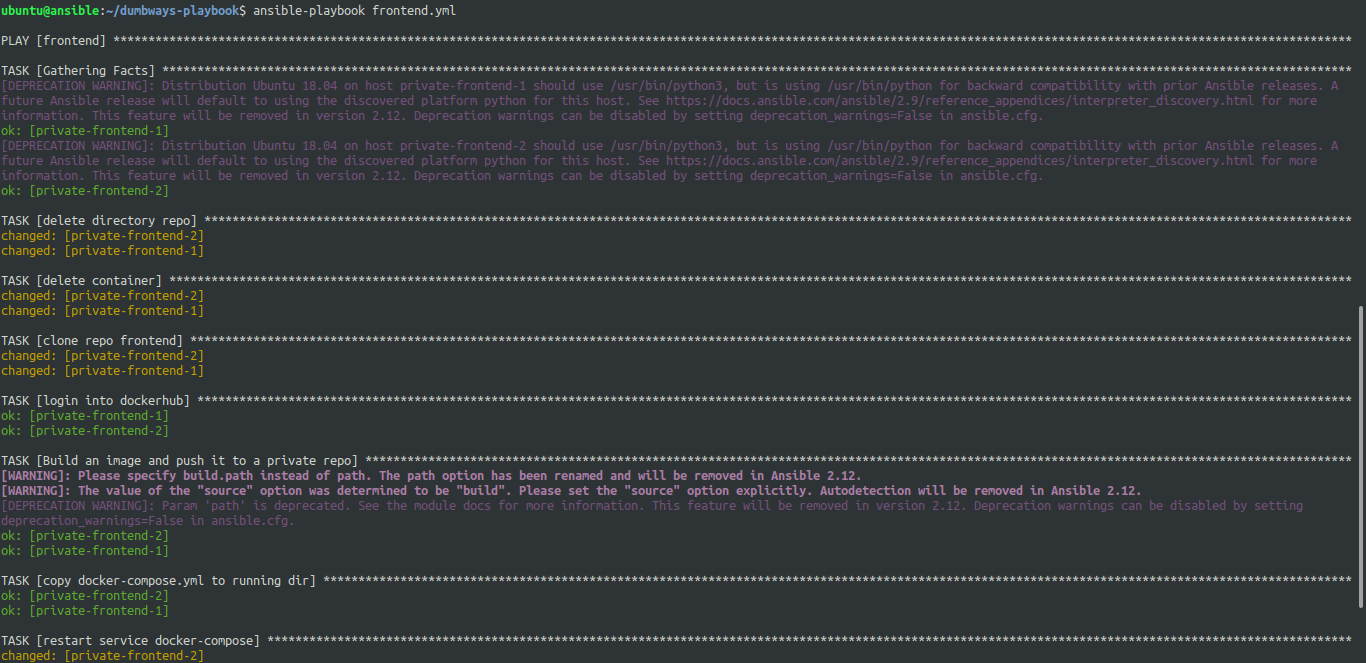 ubuntu@ansible:~/dumbways-playbook$ ansible-playbook frontend.yml
PLAY [frontend] ********************************************************************************************************************************************************************************
TASK [Gathering Facts] *************************************************************************************************************************************************************************
[DEPRECATION WARNING]: Distribution Ubuntu 18.04 on host private-frontend-1 should use /usr/bin/python3, but is using /usr/bin/python for backward compatibility with prior Ansible releases. A
future Ansible release will default to using the discovered platform python for this host. See https://docs.ansible.com/ansible/2.9/reference_appendices/interpreter_discovery.html for more
information. This feature will be removed in version 2.12. Deprecation warnings can be disabled by setting deprecation_warnings=False in ansible.cfg.
ok: [private-frontend-1]
[DEPRECATION WARNING]: Distribution Ubuntu 18.04 on host private-frontend-2 should use /usr/bin/python3, but is using /usr/bin/python for backward compatibility with prior Ansible releases. A
future Ansible release will default to using the discovered platform python for this host. See https://docs.ansible.com/ansible/2.9/reference_appendices/interpreter_discovery.html for more
information. This feature will be removed in version 2.12. Deprecation warnings can be disabled by setting deprecation_warnings=False in ansible.cfg.
ok: [private-frontend-2]
TASK [delete directory repo] *******************************************************************************************************************************************************************
changed: [private-frontend-2]
changed: [private-frontend-1]
TASK [delete container] ************************************************************************************************************************************************************************
changed: [private-frontend-2]
changed: [private-frontend-1]
TASK [clone repo frontend] *********************************************************************************************************************************************************************
changed: [private-frontend-2]
changed: [private-frontend-1]
TASK [login into dockerhub] ********************************************************************************************************************************************************************
ok: [private-frontend-1]
ok: [private-frontend-2]
TASK [Build an image and push it to a private repo] ********************************************************************************************************************************************
[WARNING]: Please specify build.path instead of path. The path option has been renamed and will be removed in Ansible 2.12.
[WARNING]: The value of the "source" option was determined to be "build". Please set the "source" option explicitly. Autodetection will be removed in Ansible 2.12.
[DEPRECATION WARNING]: Param 'path' is deprecated. See the module docs for more information. This feature will be removed in version 2.12. Deprecation warnings can be disabled by setting
deprecation_warnings=False in ansible.cfg.
ok: [private-frontend-2]
ok: [private-frontend-1]
TASK [copy docker-compose.yml to running dir] **************************************************************************************************************************************************
ok: [private-frontend-2]
ok: [private-frontend-1]
TASK [restart service docker-compose] **********************************************************************************************************************************************************
changed: [private-frontend-2]